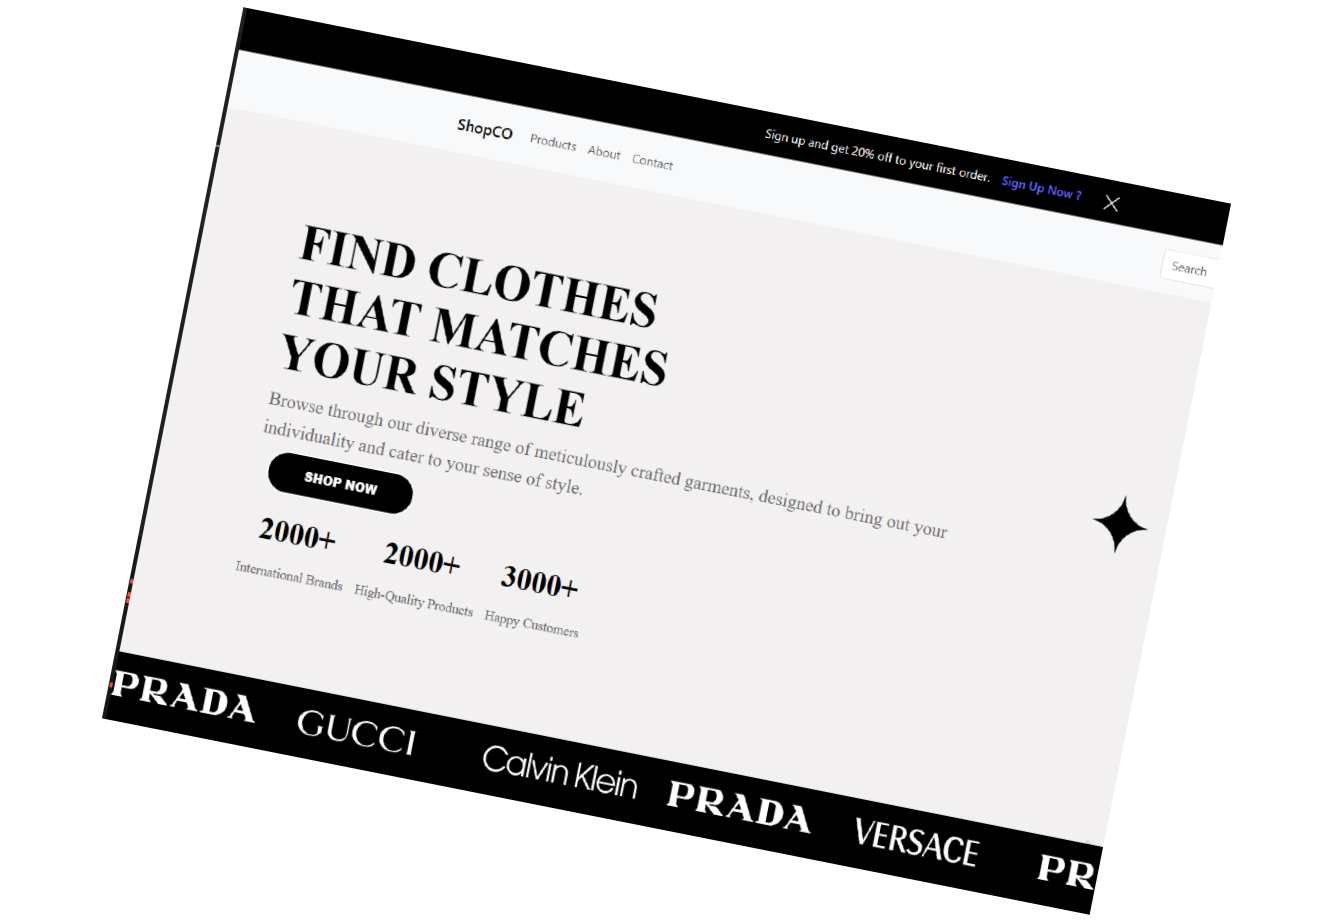 Sign up and get 20% off to your first order. Sign Up Now ?
ShopCO Products About Contact Search
FIND CLOTHES
THAT MATCHES
YOUR STYLE
Browse through our diverse range of meticulously crafted garments, designed to bring out your
individuality and cater to your sense of style.
SHOP NOW
2000+ 2000+ 3000+
International Brands High-Quality Products Happy Customers
PRADA GUCCI Calvin Klein PRADA VERSACE PR